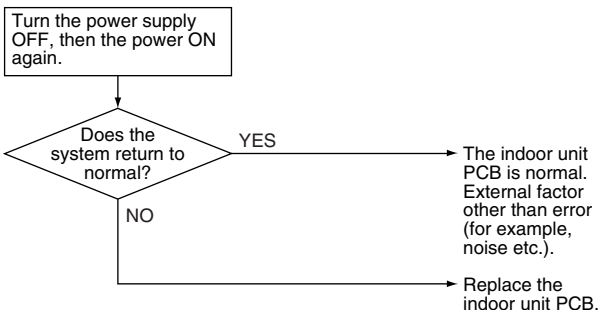 Turn the power supply
OFF, then the power ON
again.
Does the
system return to
normal?
YES
The indoor unit
PCB is normal.
External factor
other than error
(for example,
noise etc.).
NO
Replace the
indoor unit PCB.